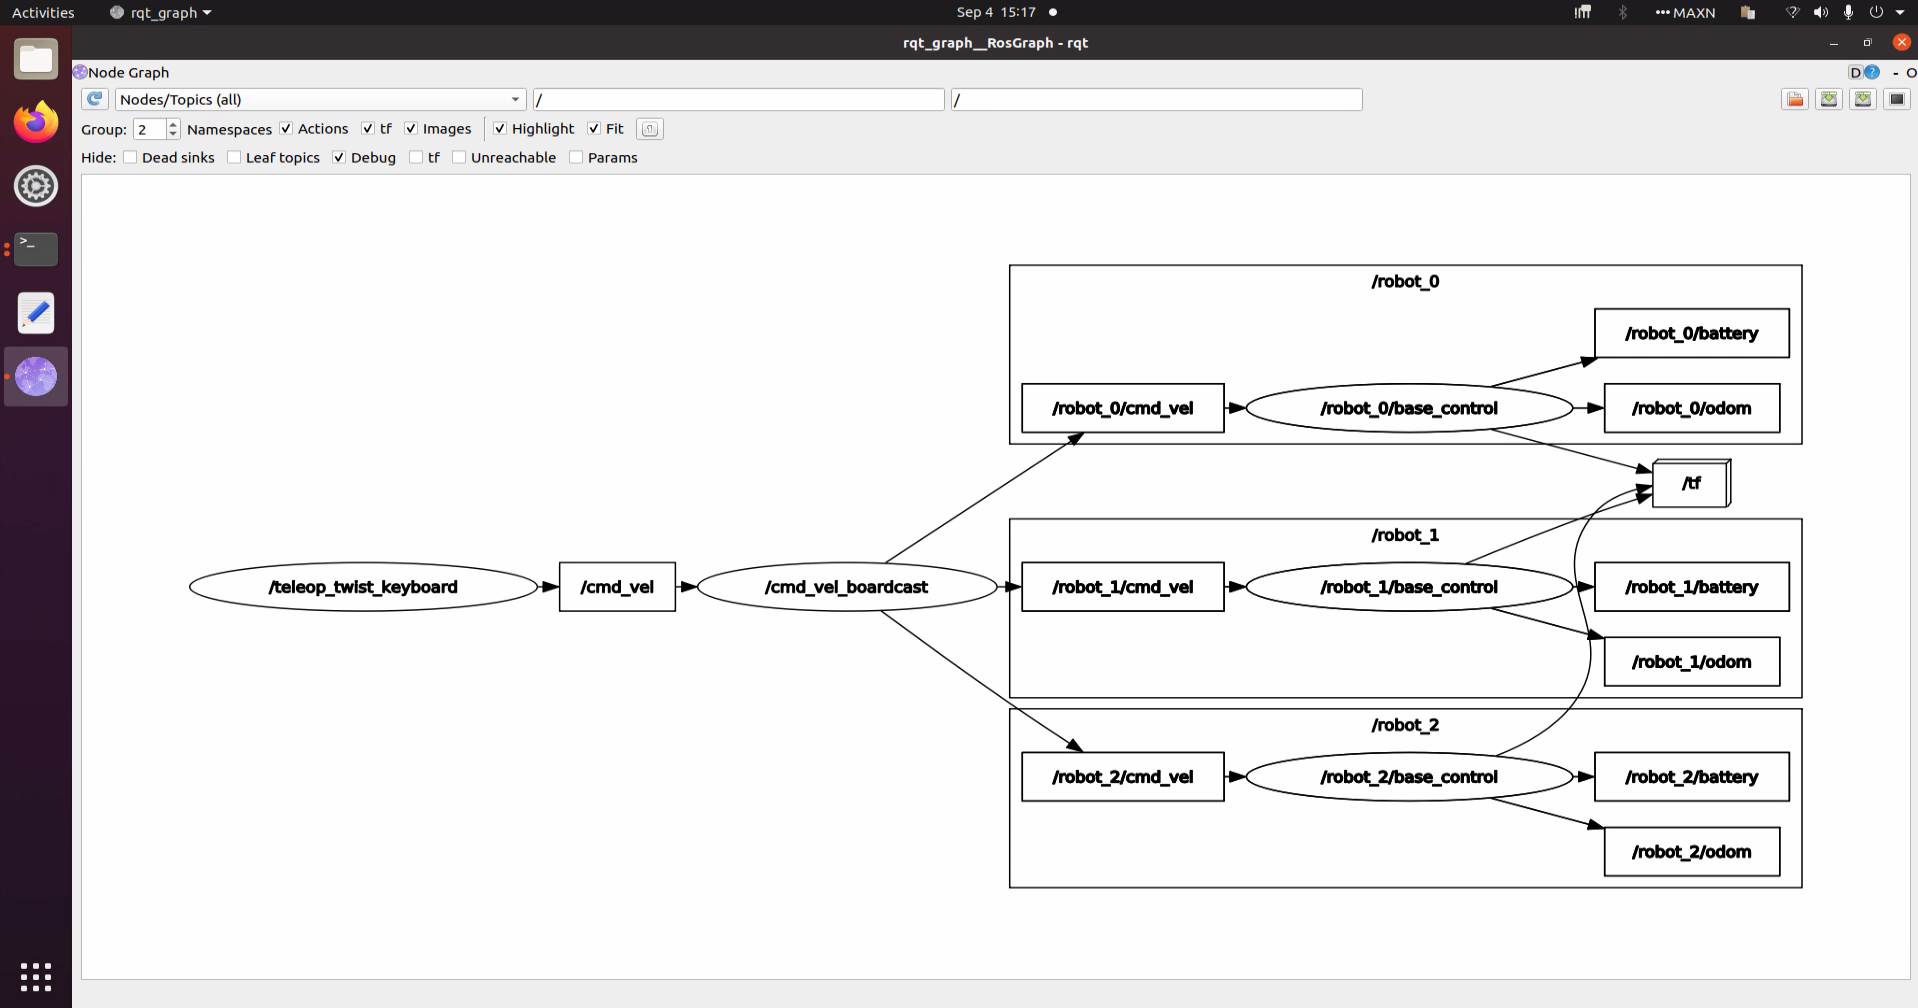 Activities
rqt_graph
Sep 4 15:17
MAXN
rqt_graph__RosGraph - rqt
Node Graph
D
?
- O
Nodes/Topics (all)
/
/
Group: 2 Namespaces Actions tf Images Highlight Fit
Hide: Dead sinks Leaf topics Debug tf Unreachable Params
/robot_0
/robot_0/battery
/robot_0/cmd_vel
/robot_0/base_control
/robot_0/odom
/tf
/robot_1
/teleop_twist_keyboard
/cmd_vel
/cmd_vel_boardcast
/robot_1/cmd_vel
/robot_1/base_control
/robot_1/battery
/robot_1/odom
/robot_2
/robot_2/cmd_vel
/robot_2/base_control
/robot_2/battery
/robot_2/odom